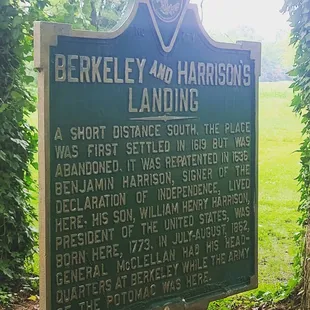 BERKELEY AND HARRISON'S
LANDING
A SHORT DISTANCE SOUTH. THE PLACE
WAS FIRST SETTLED IN 1619 BUT WAS
ABANDONED. IT WAS REPATENTED IN 1636.
BENJAMIN HARRISON, SIGNER OF THE
DECLARATION OF INDEPENDENCE, LIVED
HERE. HIS SON, WILLIAM HENRY HARRISON,
PRESIDENT OF THE UNITED STATES, WAS
BORN HERE, 1773. IN JULY-AUGUST, 1862,
GENERAL McCLELLAN HAD HIS HEAD-
QUARTERS AT BERKELEY WHILE THE ARMY
OF THE POTOMAC WAS HERE.